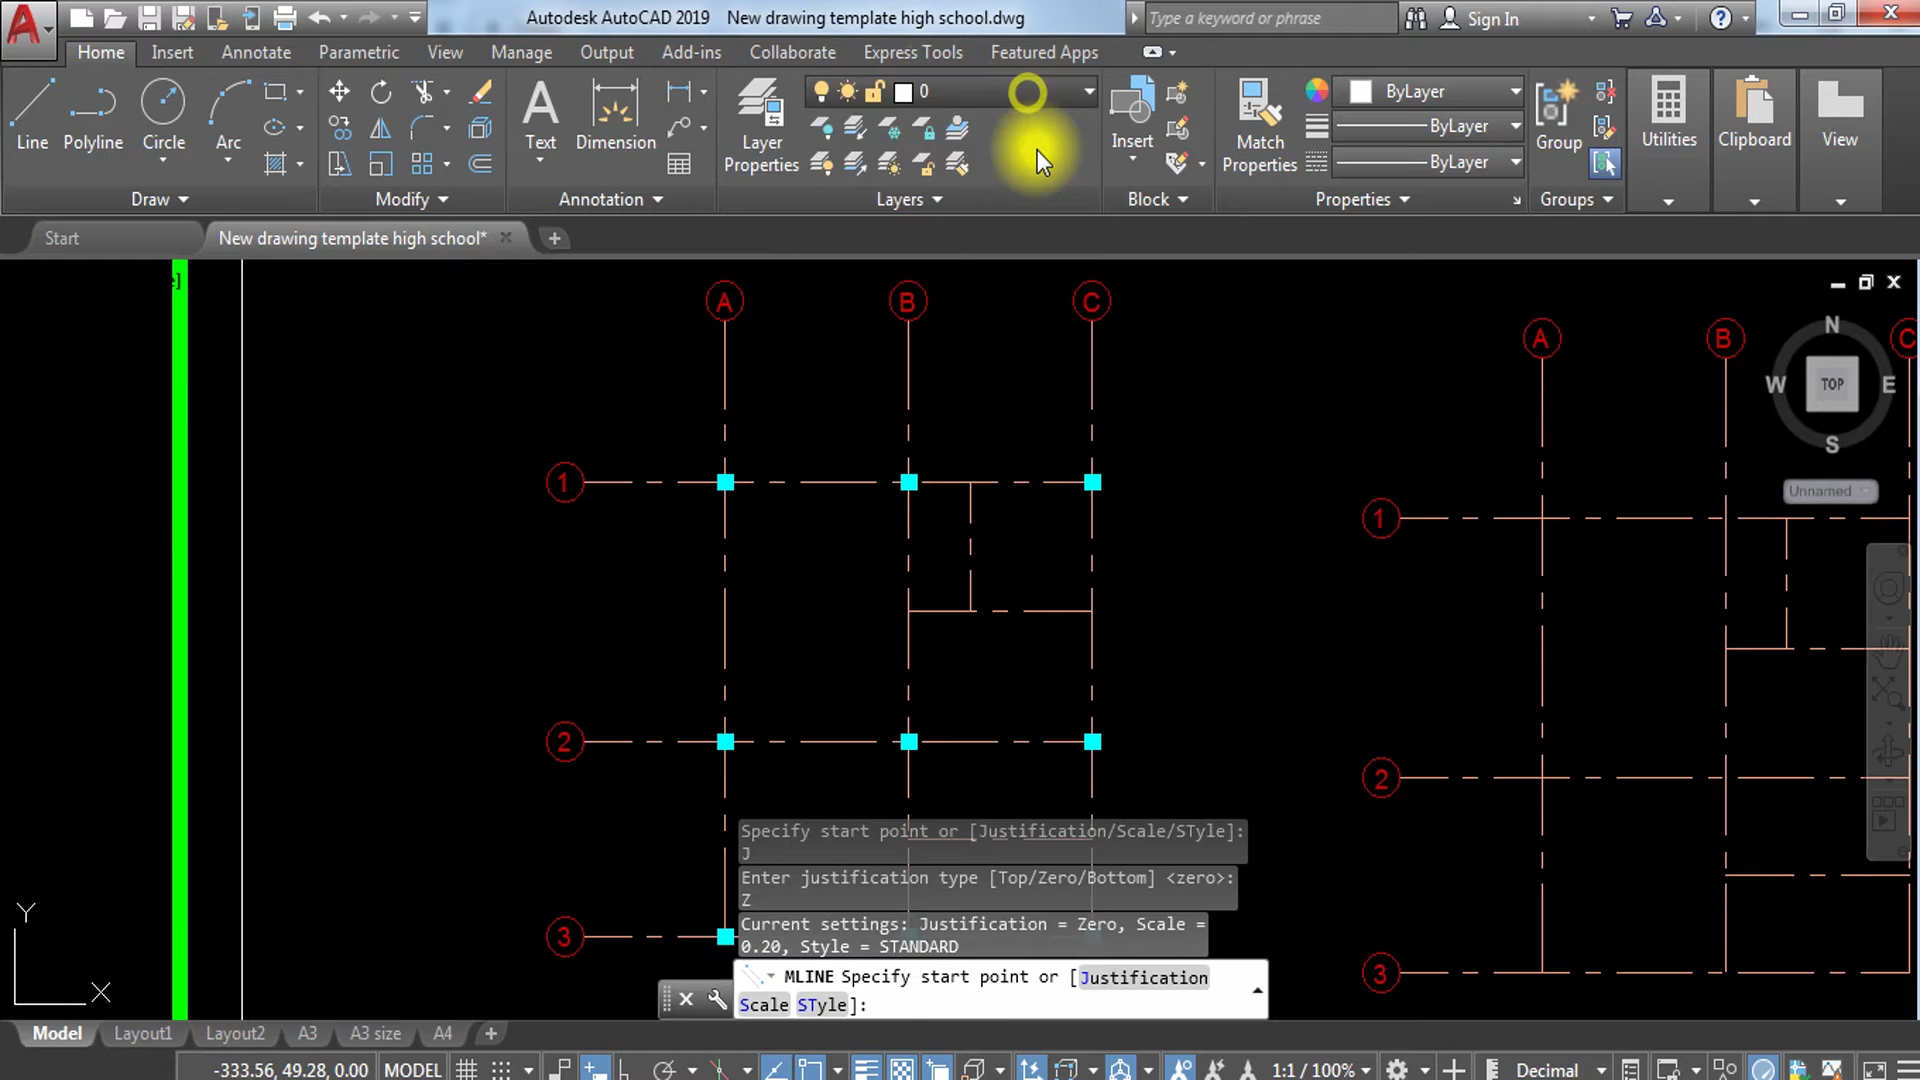 Autodesk AutoCAD 2019 New drawing template high school.dwg
Type a keyword or phrase
Sign In
Home Insert Annotate Parametric View Manage Output Add-ins Collaborate Express Tools Featured Apps
Line Polyline Circle Arc
Text Dimension
Layer Properties
0
Insert
Match Properties
ByLayer
ByLayer
ByLayer
Group Utilities Clipboard View
Draw Modify Annotation Layers Block Properties Groups
Start New drawing template high school*
e]
A B C
1
2
3
A B C
1
2
3
N
W TOP E
S
Unnamed
Specify start point or [Justification/Scale/STyle]:
J
Enter justification type [Top/Zero/Bottom] <zero>:
Z
Current settings: Justification = Zero, Scale =
0.20, Style = STANDARD
MLINE Specify start point or [Justification
Scale STyle]:
Y
X
Model Layout1 Layout2 A3 A3 size A4
-333.56, 49.28, 0.00 MODEL 1:1 / 100% Decimal